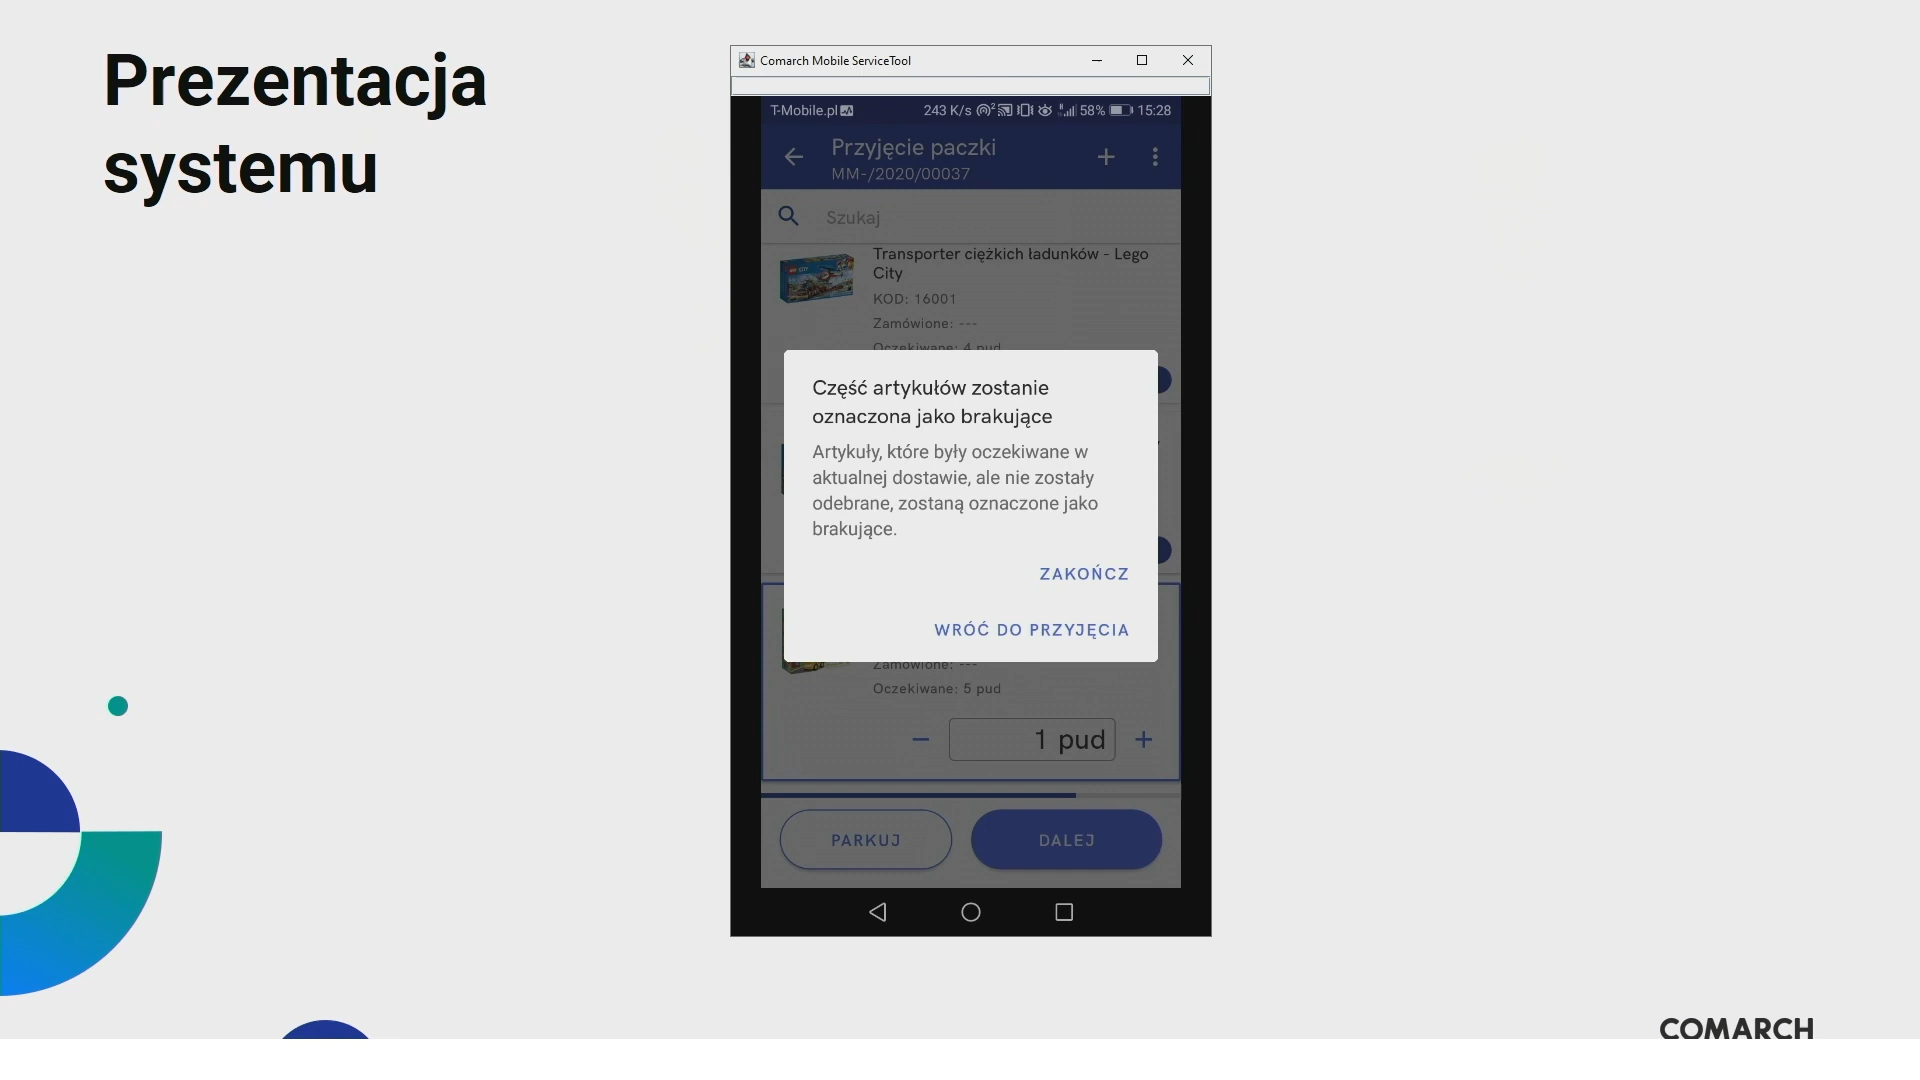 Prezentacja
systemu
Comarch Mobile ServiceTool
T-Mobile.pl 243 K/s 58% 15:28
Przyjęcie paczki
MM-/2020/00037
Szukaj
Transporter ciężkich ładunków - Lego
City
KOD: 16001
Zamówione: ---
Oczekiwane: 4 pud
Część artykułów zostanie
oznaczona jako brakujące
Artykuły, które były oczekiwane w
aktualnej dostawie, ale nie zostały
odebrane, zostaną oznaczone jako
brakujące.
ZAKOŃCZ
WRÓĆ DO PRZYJĘCIA
Zamówione: ---
Oczekiwane: 5 pud
1 pud
PARKUJ
DALEJ
COMARCH